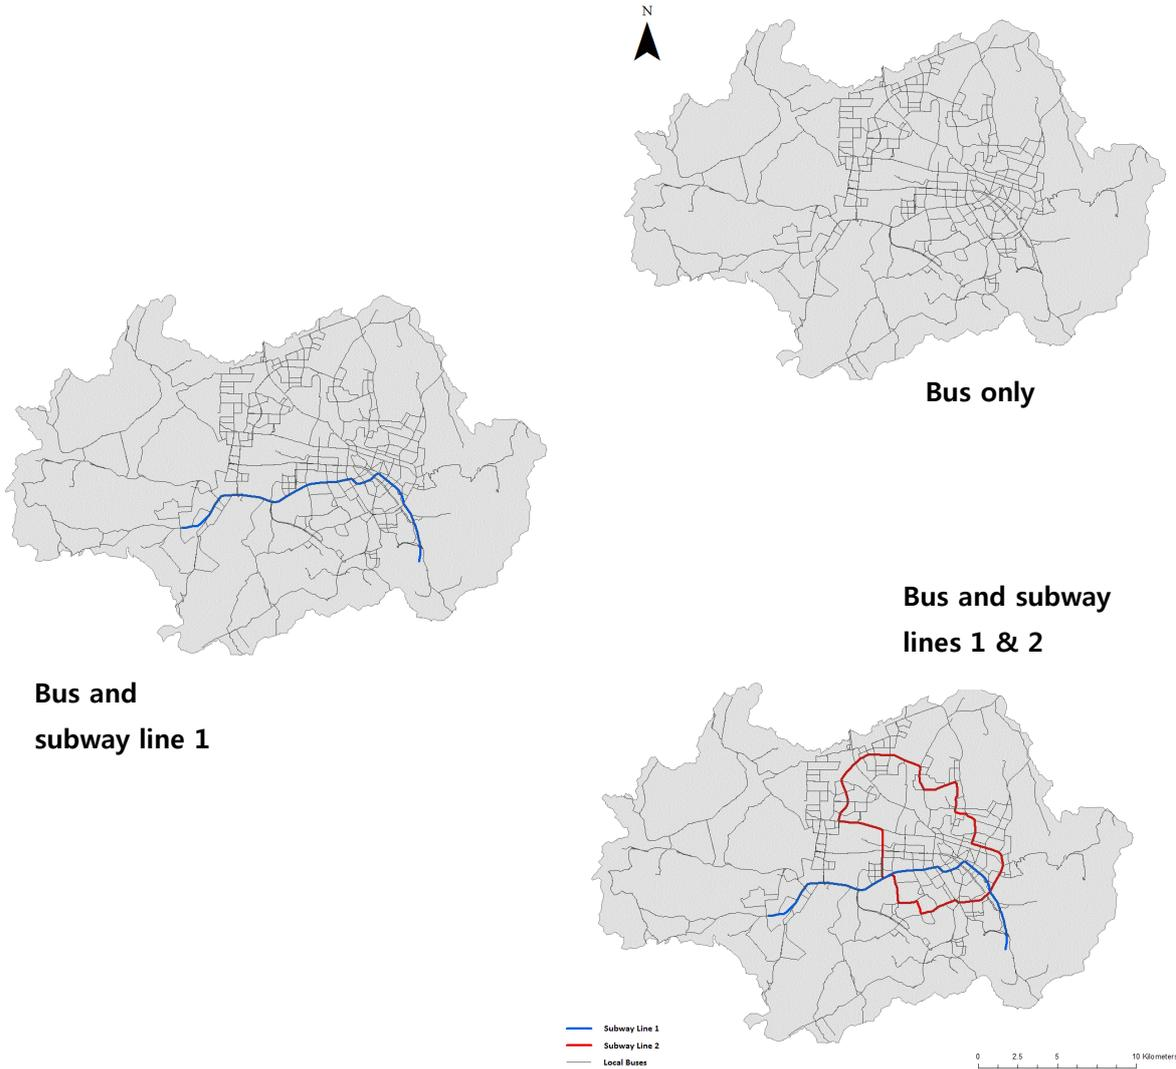 N
Bus only
Bus and subway
lines 1 & 2
Bus and
subway line 1
Subway Line 1
Subway Line 2
Local Buses
0 2.5 5 10 Kilometers